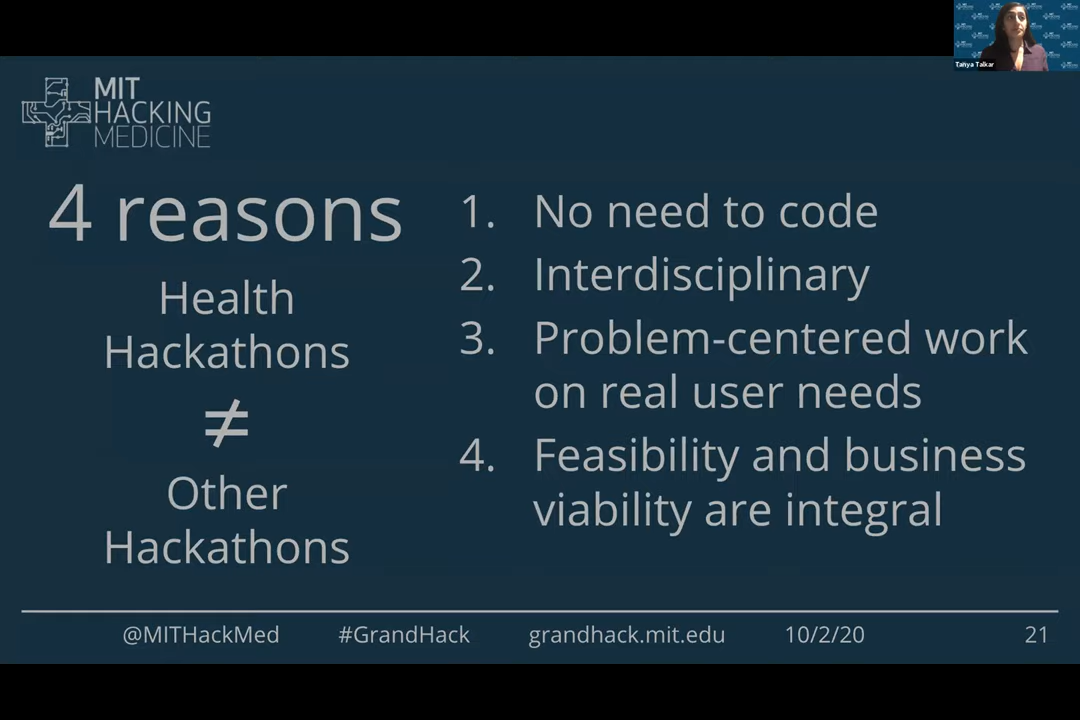 Tanya Talkar
MIT
HACKING
MEDICINE
4 reasons
Health
Hackathons
≠
Other
Hackathons
1. No need to code
2. Interdisciplinary
3. Problem-centered work
on real user needs
4. Feasibility and business
viability are integral
@MITHackMed #GrandHack grandhack.mit.edu 10/2/20 21